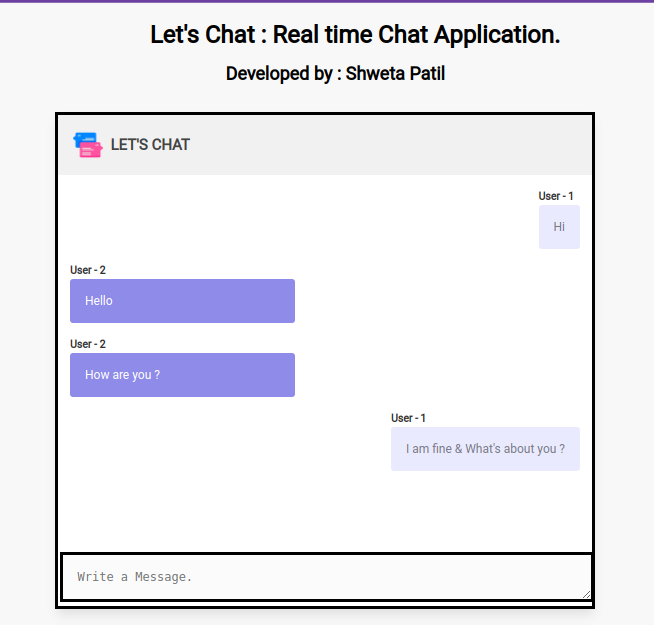 Let's Chat : Real time Chat Application.
Developed by : Shweta Patil
LET'S CHAT
User - 1
Hi
User - 2
Hello
User - 2
How are you ?
User - 1
I am fine & What's about you ?
Write a Message.